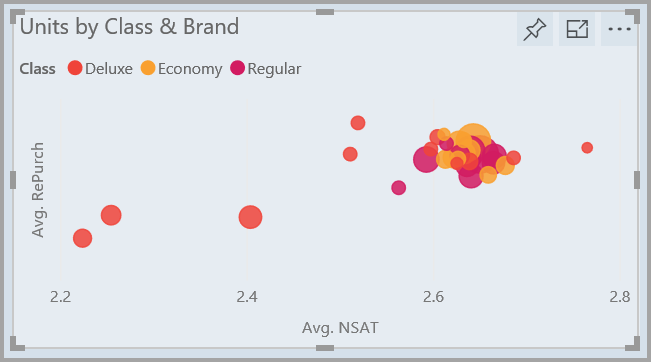 Units by Class & Brand
Class Deluxe Economy Regular
Avg. RePurch
2.2 2.4 2.6 2.8
Avg. NSAT